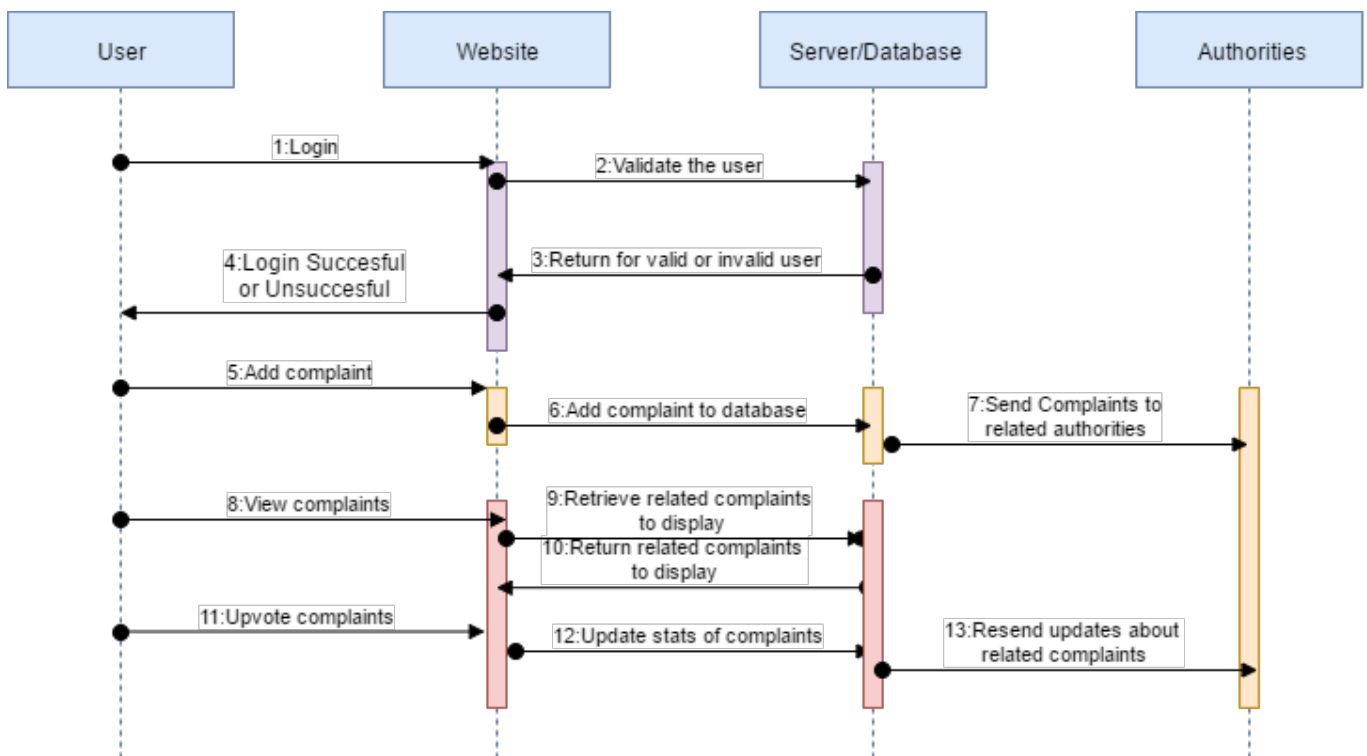 User
Website
Server/Database
Authorities
1:Login
2:Validate the user
3:Return for valid or invalid user
4:Login Succesful
or Unsuccesful
5:Add complaint
6:Add complaint to database
7:Send Complaints to
related authorities
8:View complaints
9:Retrieve related complaints
to display
10:Return related complaints
to display
11:Upvote complaints
12:Update stats of complaints
13:Resend updates about
related complaints